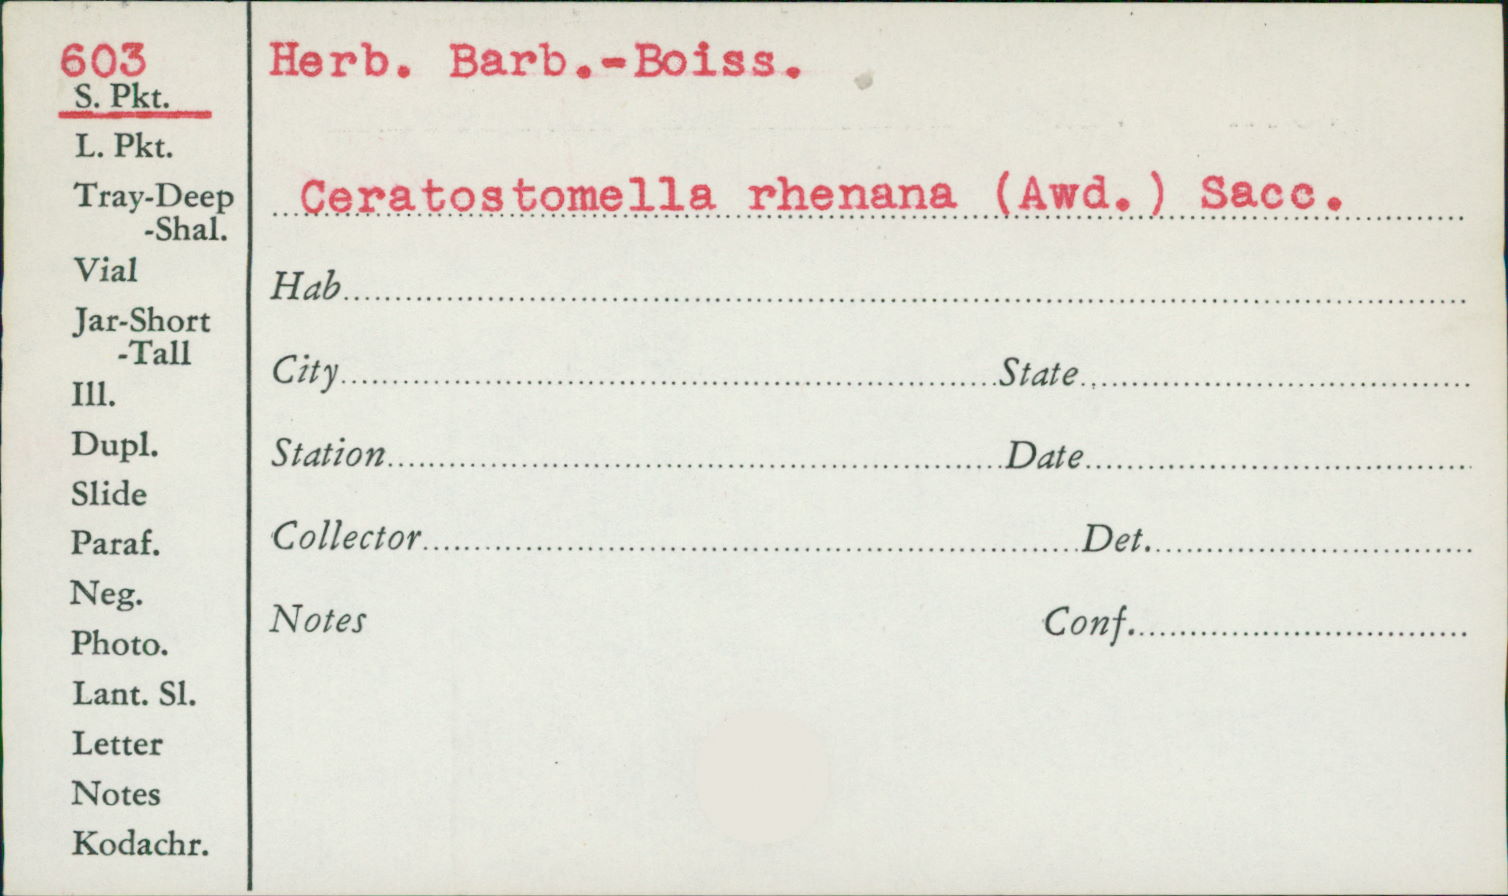 603
S. Pkt.
L. Pkt.
Tray-Deep
-Shal.
Vial
Jar-Short
-Tall
Ill.
Dupl.
Slide
Paraf.
Neg.
Photo.
Lant. Sl.
Letter
Notes
Kodachr.
Herb. Barb.-Boiss.
Ceratostomella rhenana (Awd.) Sacc.
Hab
City State
Station Date
Collector Det.
Notes Conf.